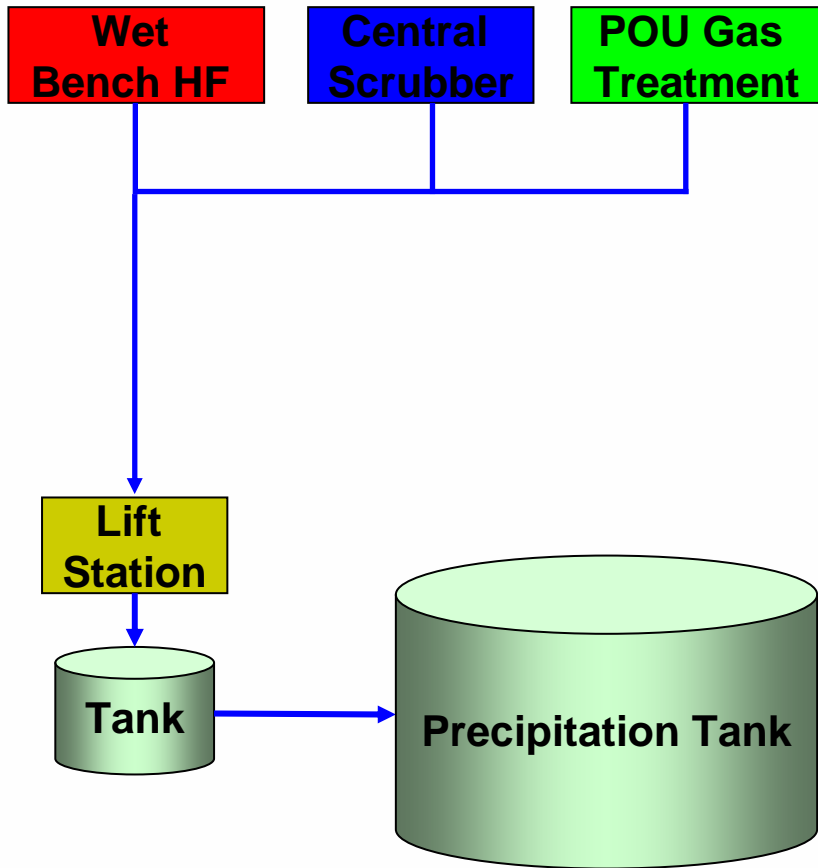 Wet
Bench HF
Central
Scrubber
POU Gas
Treatment
Lift
Station
Tank
Precipitation Tank